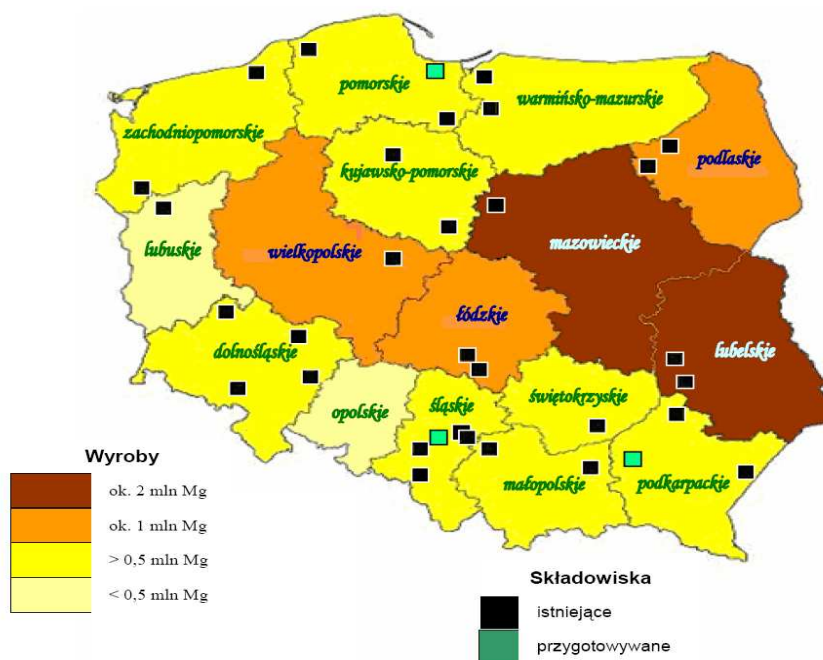 pomorskie
warmińsko-mazurskie
zachodniopomorskie
podlaskie
kujawsko-pomorskie
lubuskie
wielkopolskie
mazowieckie
łódzkie
dolnośląskie
lubelskie
opolskie
śląskie
świętokrzyskie
małopolskie
podkarpackie
Wyroby
ok. 2 mln Mg
ok. 1 mln Mg
> 0,5 mln Mg
< 0,5 mln Mg
Składowiska
istniejące
przygotowywane